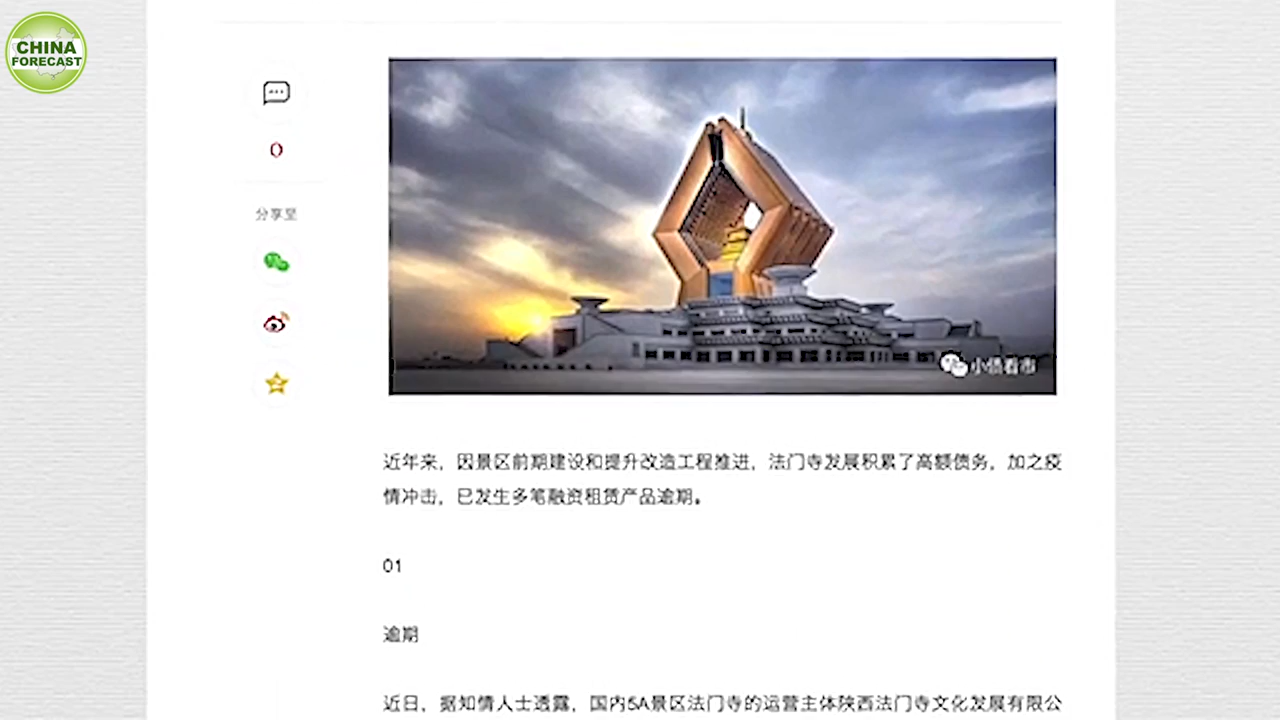 CHINA
FORECAST
0
分享至
小债看市
近年来，因景区前期建设和提升改造工程推进，法门寺发展积累了高额债务，加之疫
情冲击，已发生多笔融资租赁产品逾期。
01
逾期
近日，据知情人士透露，国内5A景区法门寺的运营主体陕西法门寺文化发展有限公